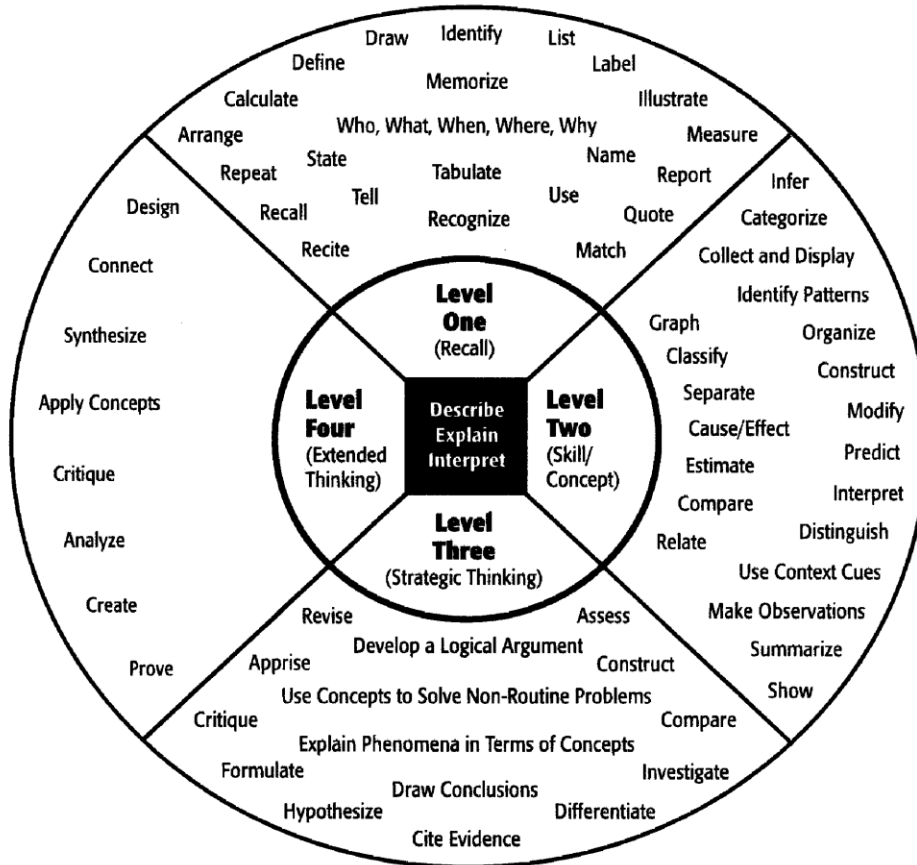 Draw
Identify
List
Define
Label
Memorize
Calculate
Illustrate
Who, What, When, Where, Why
Arrange
Measure
State
Name
Repeat
Tabulate
Report
Tell
Use
Recall
Recognize
Quote
Recite
Match
Infer
Categorize
Collect and Display
Identify Patterns
Graph
Organize
Classify
Construct
Separate
Modify
Cause/Effect
Predict
Estimate
Interpret
Compare
Distinguish
Relate
Use Context Cues
Make Observations
Summarize
Show
Design
Connect
Synthesize
Apply Concepts
Critique
Analyze
Create
Prove
Level
One
(Recall)
Level
Four
(Extended
Thinking)
Describe
Explain
Interpret
Level
Two
(Skill/
Concept)
Level
Three
(Strategic Thinking)
Revise
Assess
Develop a Logical Argument
Apprise
Construct
Use Concepts to Solve Non-Routine Problems
Critique
Compare
Explain Phenomena in Terms of Concepts
Formulate
Investigate
Draw Conclusions
Hypothesize
Differentiate
Cite Evidence